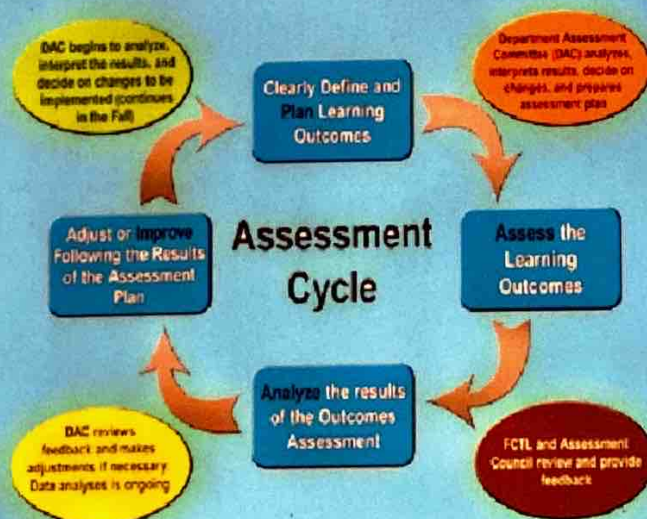 DAC begins to analyze,
interpret the results, and
decide on changes to be
implemented (continues
in the Fall)
Clearly Define and
Plan Learning
Outcomes
Department Assessment
Committee (DAC) analyzes,
interprets results, decide on
changes, and prepares
assessment plan
Adjust or Improve
Following the Results
of the Assessment
Plan
Assessment
Cycle
Assess the
Learning
Outcomes
Analyze the results
of the Outcomes
Assessment
DAC reviews
feedback and makes
adjustments if necessary.
Data analyses is ongoing
FCTL and Assessment
Council review and provide
feedback